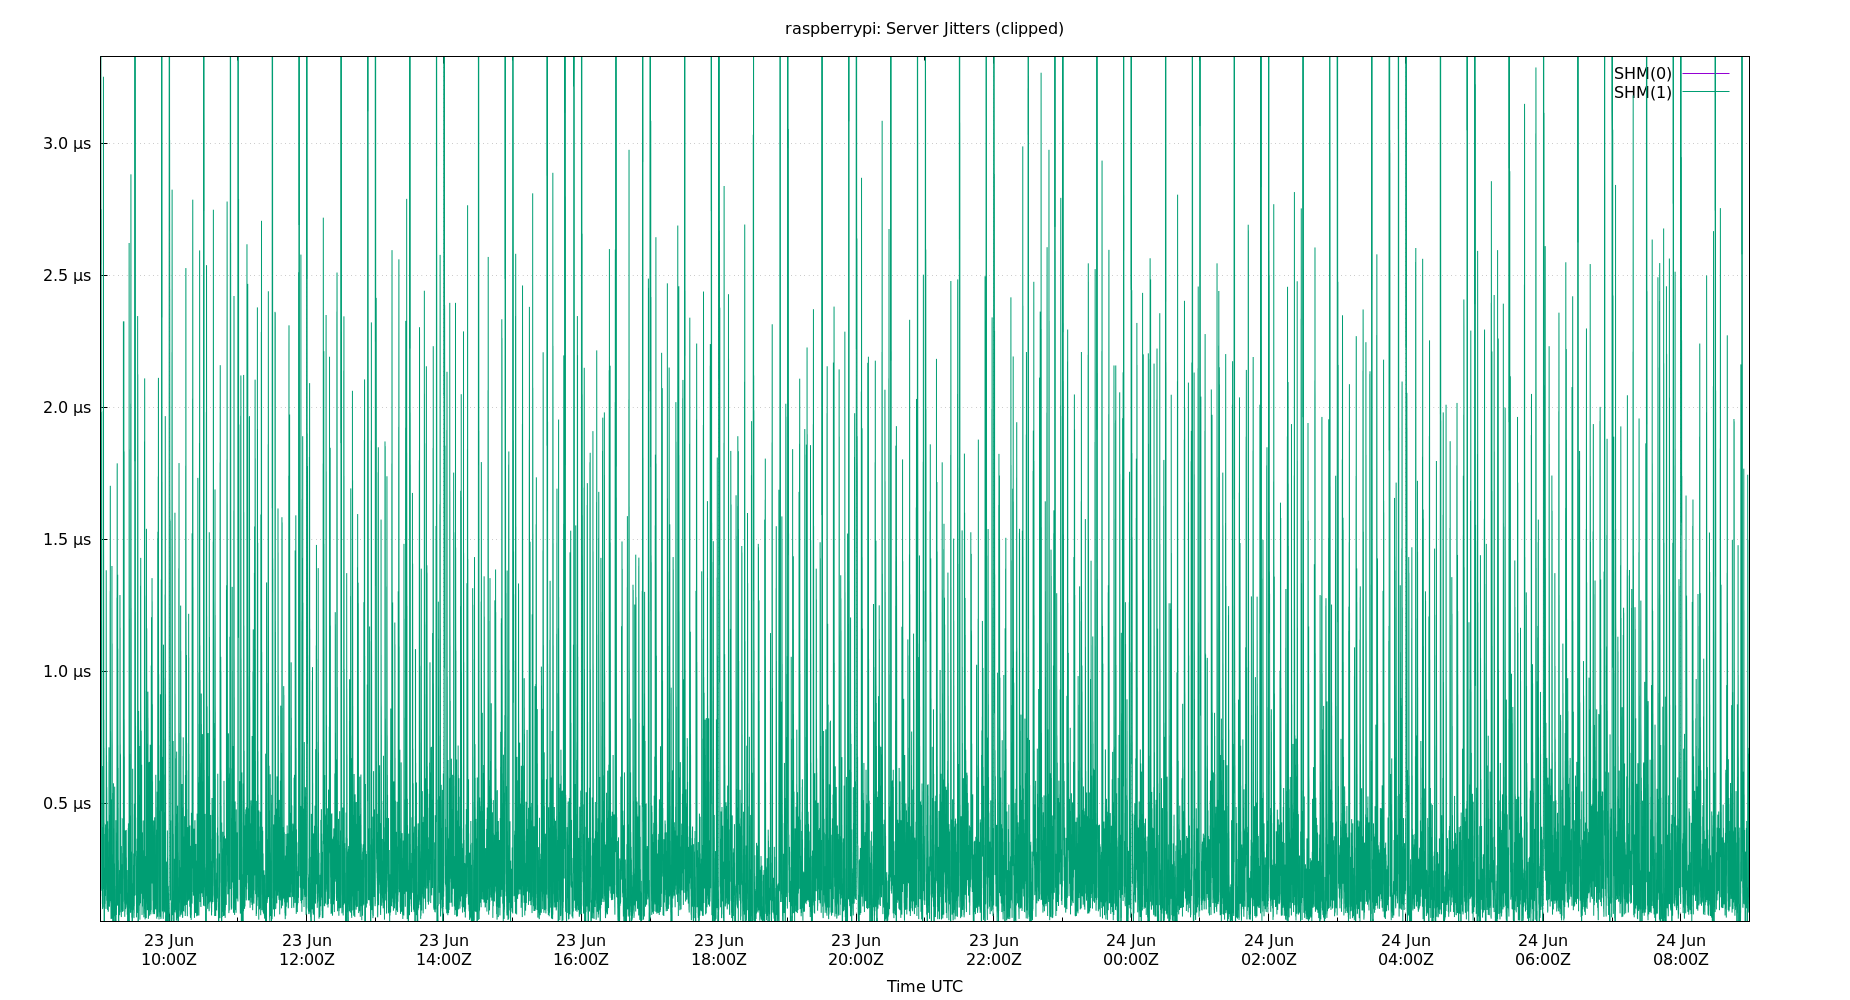 raspberrypi: Server Jitters (clipped)
SHM(0)
SHM(1)
3.0 µs
2.5 µs
2.0 µs
1.5 µs
1.0 µs
0.5 µs
23 Jun 23 Jun 23 Jun 23 Jun 23 Jun 23 Jun 23 Jun 24 Jun 24 Jun 24 Jun 24 Jun 24 Jun
10:00Z 12:00Z 14:00Z 16:00Z 18:00Z 20:00Z 22:00Z 00:00Z 02:00Z 04:00Z 06:00Z 08:00Z
Time UTC